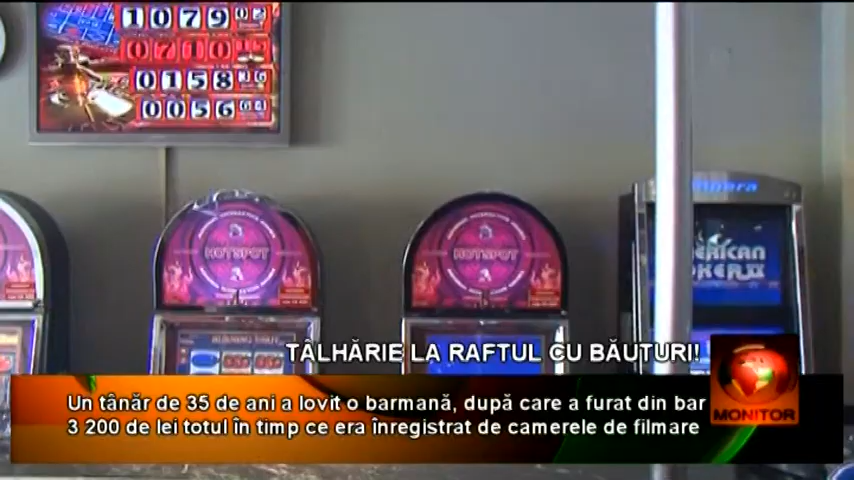 1079
0710
0158
0056
HOTSPOT
HOTSPOT
TÂLHĂRIE LA RAFTUL CU BĂUTURI!
Un tânăr de 35 de ani a lovit o barmană, după care a furat din bar
3 200 de lei totul în timp ce era înregistrat de camerele de filmare
MONITOR